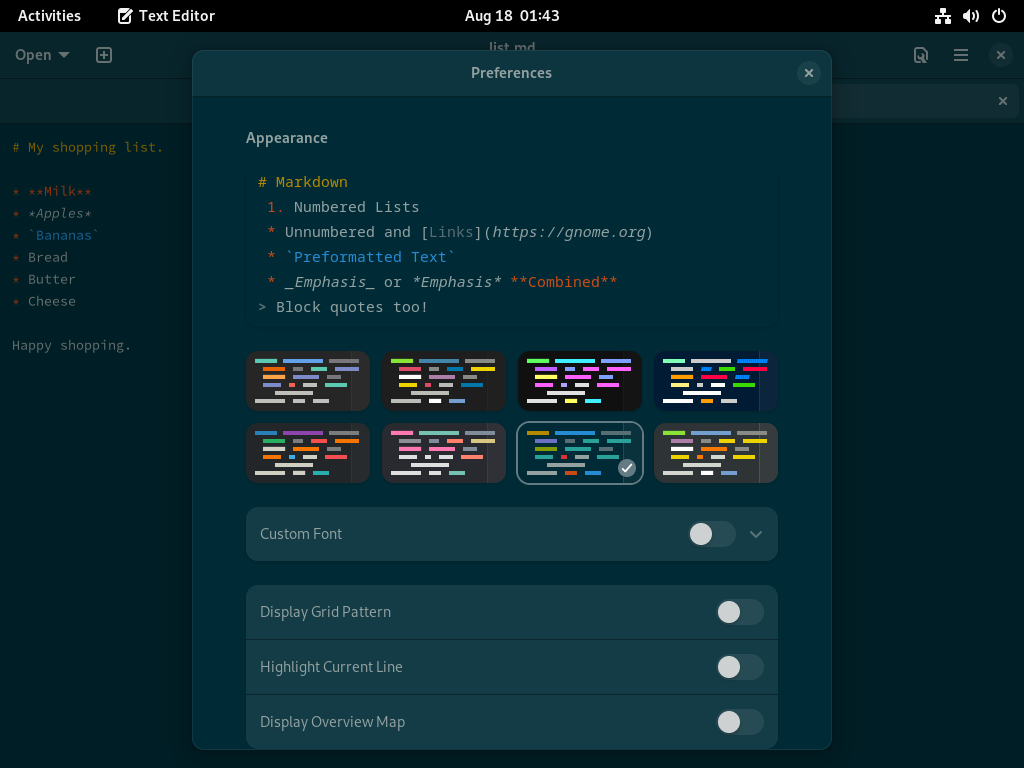 Activities Text Editor Aug 18 01:43
Open list.md
Preferences
Appearance
# My shopping list.
* **Milk**
* *Apples*
* `Bananas`
* Bread
* Butter
* Cheese
Happy shopping.
# Markdown
1. Numbered Lists
* Unnumbered and [Links](https://gnome.org)
* `Preformatted Text`
* _Emphasis_ or *Emphasis* **Combined**
> Block quotes too!
Custom Font
Display Grid Pattern
Highlight Current Line
Display Overview Map